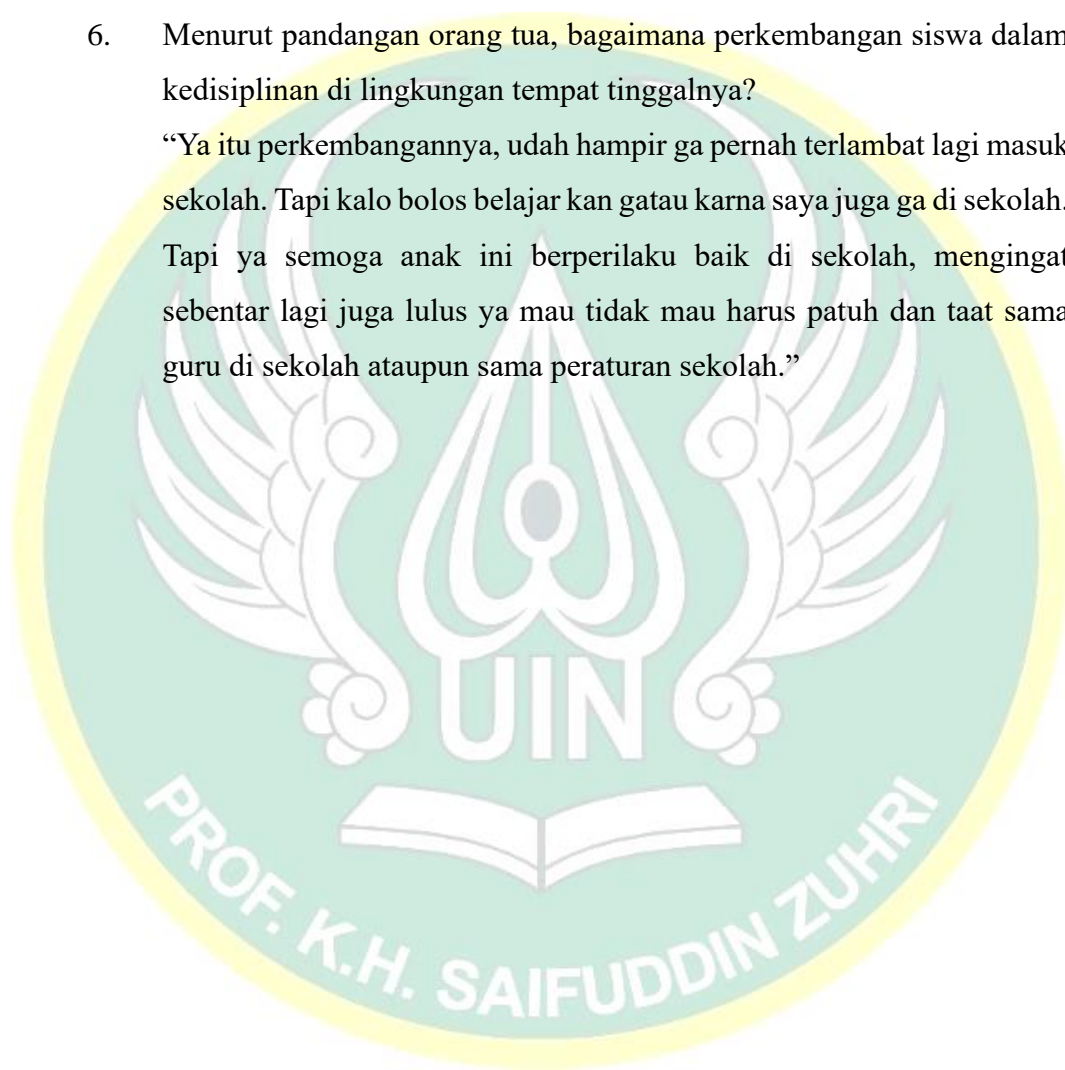 6. Menurut pandangan orang tua, bagaimana perkembangan siswa dalam
kedisiplinan di lingkungan tempat tinggalnya?
“Ya itu perkembangannya, udah hampir ga pernah terlambat lagi masuk
sekolah. Tapi kalo bolos belajar kan gatau karna saya juga ga di sekolah.
Tapi ya semoga anak ini berperilaku baik di sekolah, mengingat
sebentar lagi juga lulus ya mau tidak mau harus patuh dan taat sama
guru di sekolah ataupun sama peraturan sekolah.”
UIN
PROF. K.H. SAIFUDDIN ZUHRI